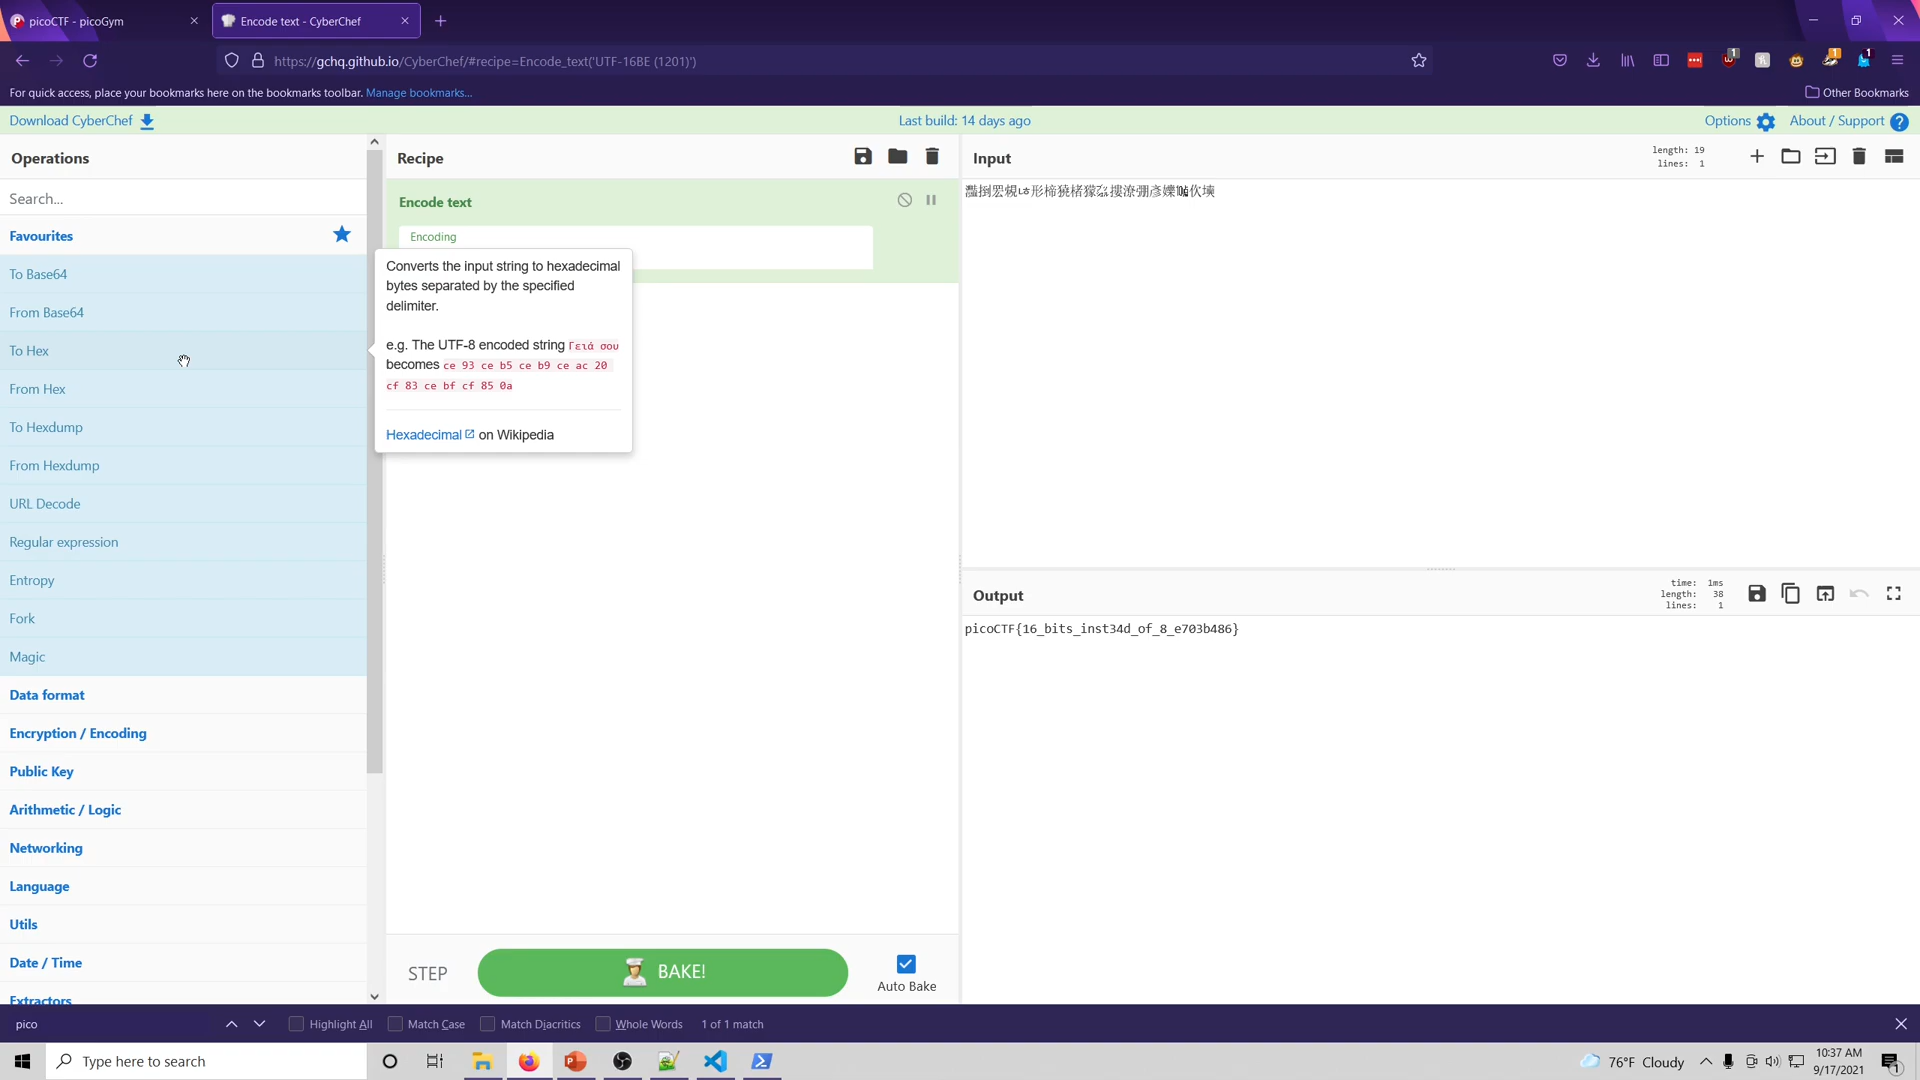 picoCTF - picoGym
Encode text - CyberChef
https://gchq.github.io/CyberChef/#recipe=Encode_text('UTF-16BE (1201)')
For quick access, place your bookmarks here on the bookmarks toolbar. Manage bookmarks...
Other Bookmarks
Download CyberChef
Last build: 14 days ago
Options
About / Support
Operations
Search...
Favourites
To Base64
From Base64
To Hex
From Hex
To Hexdump
From Hexdump
URL Decode
Regular expression
Entropy
Fork
Magic
Data format
Encryption / Encoding
Public Key
Arithmetic / Logic
Networking
Language
Utils
Date / Time
Extractors
Recipe
Encode text
Encoding
Converts the input string to hexadecimal
bytes separated by the specified
delimiter.
e.g. The UTF-8 encoded string Γειά σου
becomes ce 93 ce b5 ce b9 ce ac 20
cf 83 ce bf cf 85 0a
Hexadecimal on Wikipedia
STEP
BAKE!
Auto Bake
Input
length: 19
lines: 1
Output
time: 1ms
length: 38
lines: 1
picoCTF{16_bits_inst34d_of_8_e703b486}
pico
Highlight All
Match Case
Match Diacritics
Whole Words
1 of 1 match
Type here to search
76°F Cloudy
10:37 AM
9/17/2021